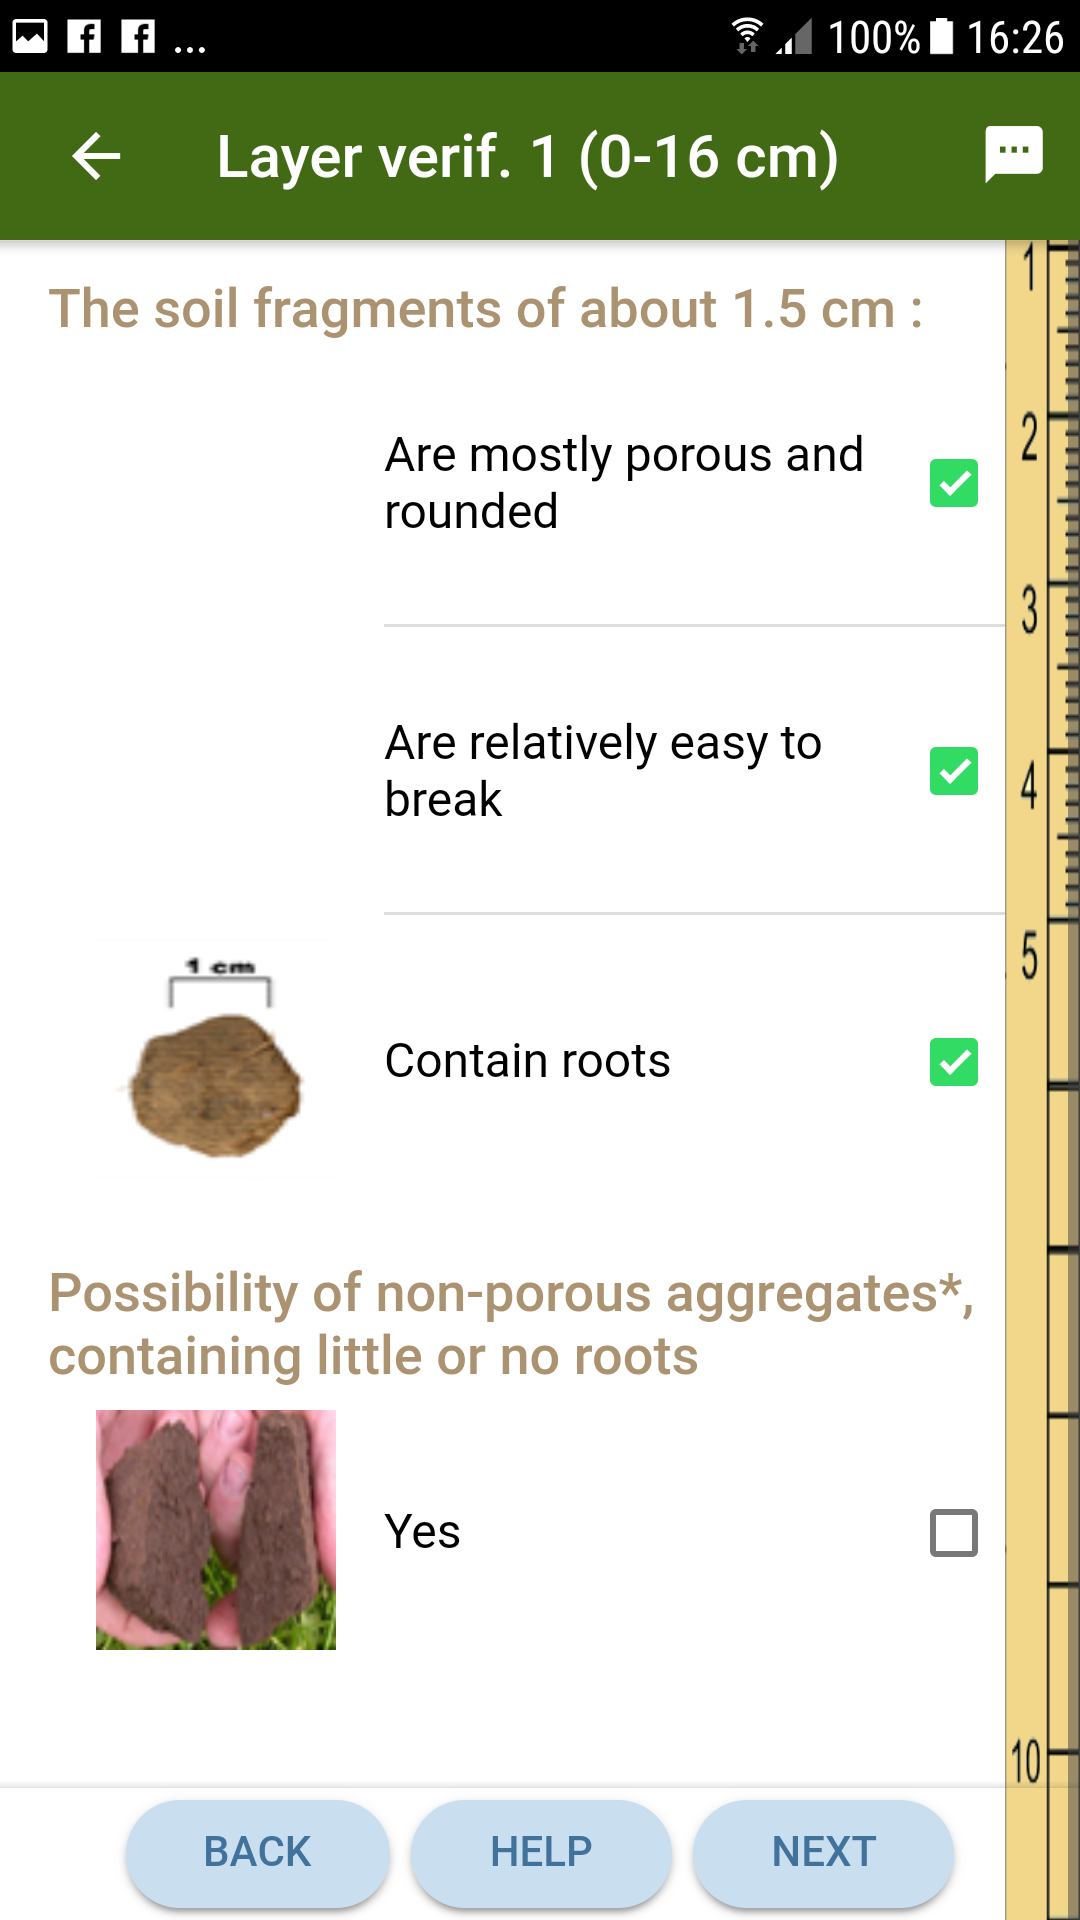 ... 100% 16:26
Layer verif. 1 (0-16 cm)
The soil fragments of about 1.5 cm :
Are mostly porous and
rounded
Are relatively easy to
break
1 cm
Contain roots
Possibility of non-porous aggregates*,
containing little or no roots
Yes
1
2
3
4
5
10
BACK HELP NEXT